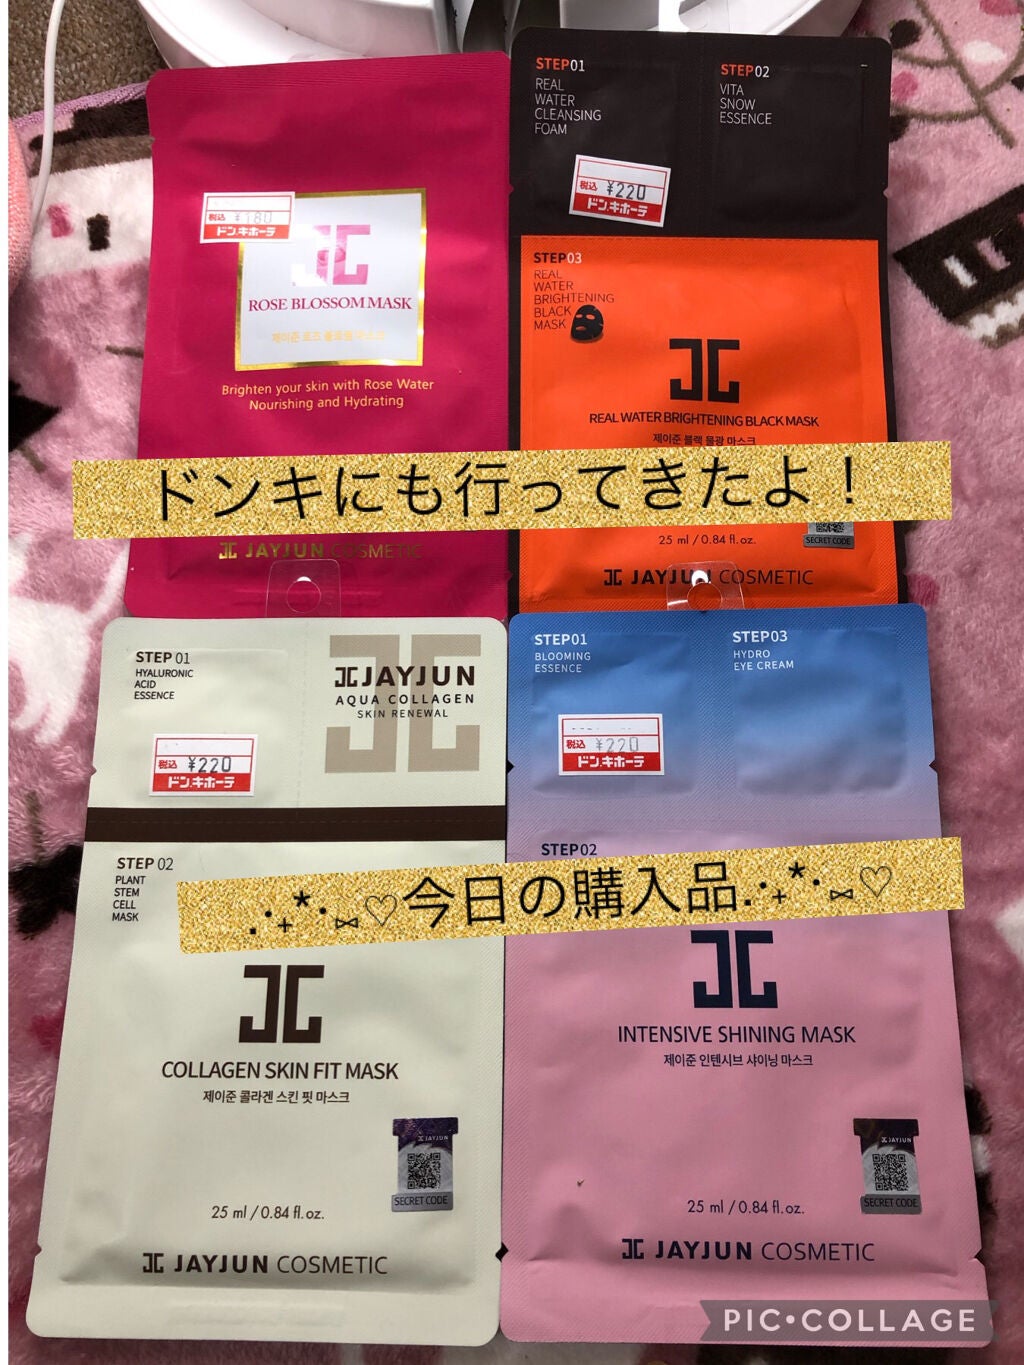 税込 ¥180
ドン.キホーテ
ROSE BLOSSOM MASK
Brighten your skin with Rose Water
Nourishing and Hydrating
JAYJUN COSMETIC
STEP01
REAL
WATER
CLEANSING
FOAM
STEP02
VITA
SNOW
ESSENCE
税込 ¥220
ドン.キホーテ
STEP03
REAL
WATER
BRIGHTENING
BLACK
MASK
REAL WATER BRIGHTENING BLACK MASK
제이준 블랙 물광 마스크
ドンキにも行ってきたよ！
25 ml / 0.84 fl. oz.
SECRET CODE
JAYJUN COSMETIC
STEP 01
HYALURONIC
ACID
ESSENCE
JAYJUN
AQUA COLLAGEN
SKIN RENEWAL
税込 ¥220
ドン.キホーテ
STEP 02
PLANT
STEM
CELL
MASK
STEP01
BLOOMING
ESSENCE
STEP03
HYDRO
EYE CREAM
税込 ¥220
ドン.キホーテ
STEP02
.:₊*:⑅♡今日の購入品.:₊*:⑅♡
COLLAGEN SKIN FIT MASK
제이준 콜라겐 스킨 핏 마스크
JAYJUN
SECRET CODE
25 ml / 0.84 fl. oz.
JAYJUN COSMETIC
INTENSIVE SHINING MASK
제이준 인텐시브 샤이닝 마스크
JAYJUN
SECRET CODE
25 ml / 0.84 fl. oz.
JAYJUN COSMETIC
PIC•COLLAGE